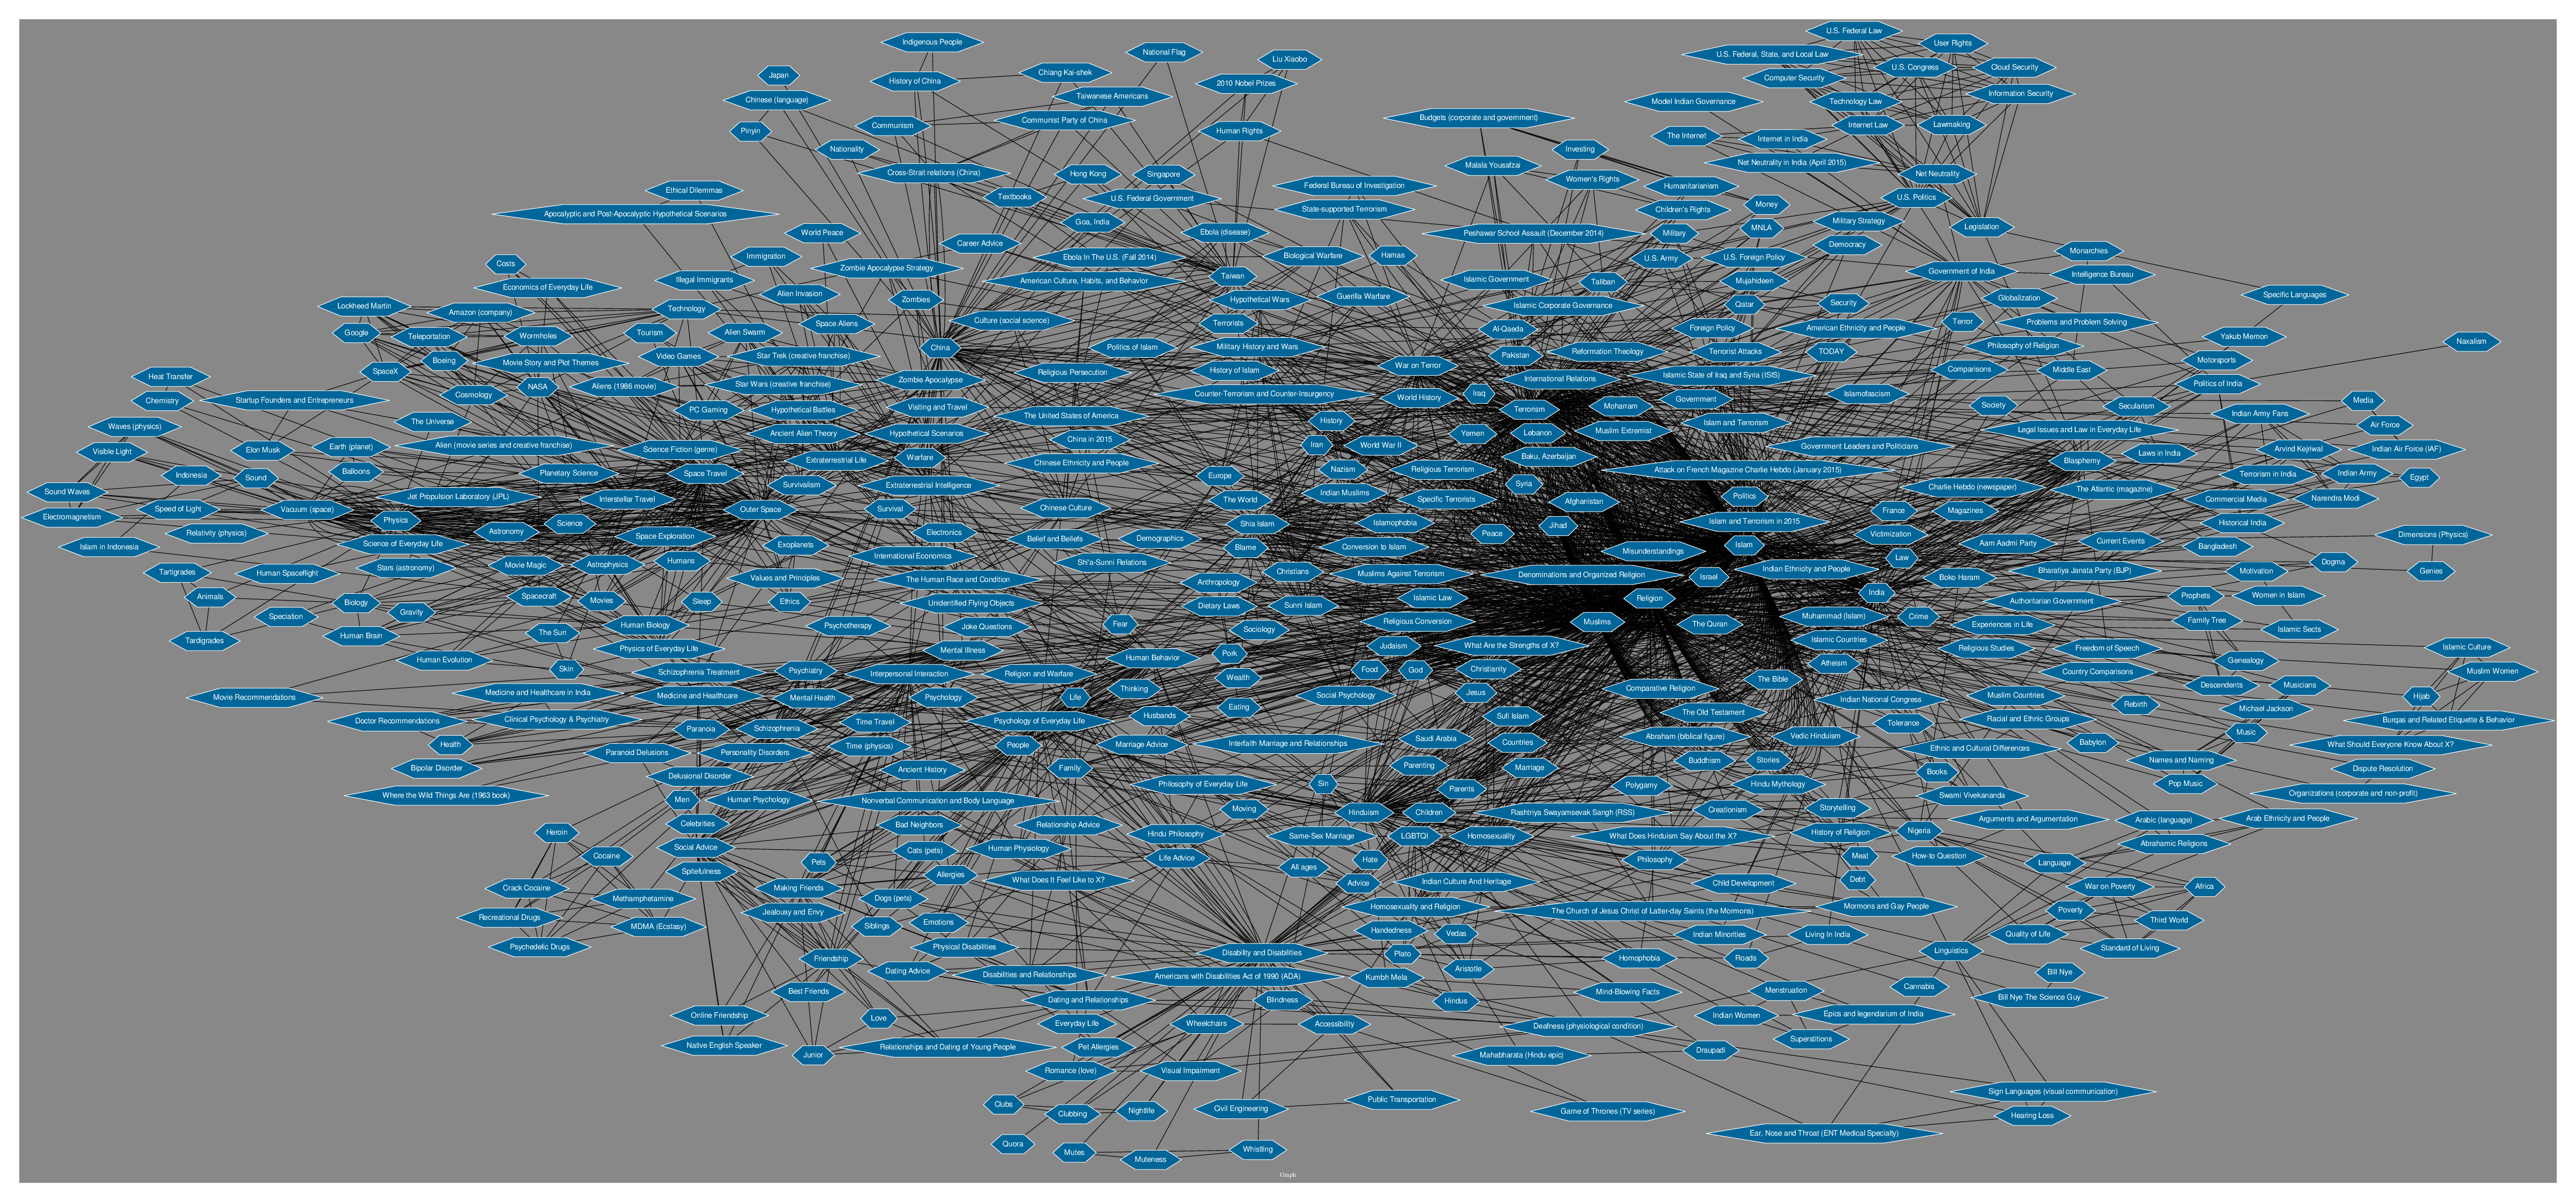 U.S. Federal Law
Indigenous People
User Rights
National Flag
U.S. Federal, State, and Local Law
Liu Xiaobo
U.S. Congress
Cloud Security
Chiang Kai-shek
Japan
Computer Security
History of China
2010 Nobel Prizes
Information Security
Taiwanese Americans
Chinese (language)
Model Indian Governance
Technology Law
Budgets (corporate and government)
Communist Party of China
Communism
Internet Law
Lawmaking
Pinyin
Human Rights
The Internet
Internet in India
Nationality
Investing
Net Neutrality in India (April 2015)
Malala Yousafzai
Cross-Strait relations (China)
Hong Kong
Singapore
Net Neutrality
Women's Rights
Federal Bureau of Investigation
Humanitarianism
Ethical Dilemmas
Textbooks
U.S. Federal Government
U.S. Politics
Money
State-supported Terrorism
Children's Rights
Apocalyptic and Post-Apocalyptic Hypothetical Scenarios
Goa, India
Military Strategy
MNLA
Legislation
World Peace
Ebola (disease)
Peshawar School Assault (December 2014)
Military
Career Advice
Democracy
Monarchies
Immigration
Ebola In The U.S. (Fall 2014)
Biological Warfare
Hamas
U.S. Army
U.S. Foreign Policy
Costs
Zombie Apocalypse Strategy
Government of India
Intelligence Bureau
Taiwan
Illegal Immigrants
American Culture, Habits, and Behavior
Islamic Government
Taliban
Mujahideen
Economics of Everyday Life
Alien Invasion
Zombies
Hypothetical Wars
Guerilla Warfare
Globalization
Specific Languages
Lockheed Martin
Technology
Islamic Corporate Governance
Qatar
Security
Amazon (company)
Culture (social science)
Terrorists
Space Aliens
Terror
Problems and Problem Solving
Google
Teleportation
Wormholes
Tourism
Alien Swarm
Al-Qaeda
Foreign Policy
American Ethnicity and People
Yakub Memon
Naxalism
China
Politics of Islam
Military History and Wars
Philosophy of Religion
Boeing
Movie Story and Plot Themes
Video Games
Star Trek (creative franchise)
Pakistan
Reformation Theology
Terrorist Attacks
TODAY
Motorsports
SpaceX
War on Terror
Religious Persecution
History of Islam
Comparisons
Middle East
Heat Transfer
NASA
Aliens (1986 movie)
Star Wars (creative franchise)
Zombie Apocalypse
International Relations
Islamic State of Iraq and Syria (ISIS)
Politics of India
Startup Founders and Entrepreneurs
Cosmology
Counter-Terrorism and Counter-Insurgency
World History
Iraq
Islamofascism
Chemistry
Government
Media
PC Gaming
Hypothetical Battles
Visiting and Travel
Terrorism
Moharram
Society
Secularism
Indian Army Fans
The Universe
The United States of America
History
Islam and Terrorism
Air Force
Waves (physics)
Ancient Alien Theory
Hypothetical Scenarios
Yemen
Lebanon
Muslim Extremist
Legal Issues and Law in Everyday Life
Earth (planet)
Alien (movie series and creative franchise)
China in 2015
Iran
World War II
Government Leaders and Politicians
Arvind Kejriwal
Indian Air Force (IAF)
Visible Light
Elon Musk
Science Fiction (genre)
Laws in India
Extraterrestrial Life
Warfare
Chinese Ethnicity and People
Nazism
Religious Terrorism
Baku, Azerbaijan
Attack on French Magazine Charlie Hebdo (January 2015)
Blasphemy
Indonesia
Sound
Balloons
Planetary Science
Space Travel
Europe
Terrorism in India
Indian Army
Egypt
Sound Waves
Survivalism
Extraterrestrial Intelligence
Indian Muslims
Syria
Charlie Hebdo (newspaper)
The Atlantic (magazine)
Jet Propulsion Laboratory (JPL)
Interstellar Travel
The World
Specific Terrorists
Afghanistan
Politics
Commercial Media
Narendra Modi
Speed of Light
Vacuum (space)
Outer Space
Survival
Chinese Culture
France
Magazines
Electromagnetism
Physics
Science
Shia Islam
Islamophobia
Jihad
Islam and Terrorism in 2015
Historical India
Relativity (physics)
Astronomy
Space Exploration
Electronics
Belief and Beliefs
Demographics
Peace
Victimization
Dimensions (Physics)
Islam in Indonesia
Science of Everyday Life
Exoplanets
International Economics
Blame
Conversion to Islam
Misunderstandings
Islam
Aam Aadmi Party
Current Events
Bangladesh
Law
Shi'a-Sunni Relations
Dogma
Tartigrades
Human Spaceflight
Stars (astronomy)
Movie Magic
Astrophysics
Humans
Values and Principles
The Human Race and Condition
Anthropology
Christians
Muslims Against Terrorism
Denominations and Organized Religion
Israel
Indian Ethnicity and People
Boko Haram
Bharatiya Janata Party (BJP)
Motivation
Genies
Animals
Biology
Spacecraft
Movies
Sleep
Ethics
Unidentified Flying Objects
Dietary Laws
Sunni Islam
Islamic Law
Religion
India
Authoritarian Government
Prophets
Women in Islam
Speciation
Gravity
Human Biology
Psychotherapy
Joke Questions
Fear
Sociology
Religious Conversion
Muslims
The Quran
Muhammad (Islam)
Crime
Experiences in Life
Family Tree
Islamic Sects
Tardigrades
Human Brain
The Sun
Physics of Everyday Life
Mental Illness
Human Behavior
Pork
Judaism
What Are the Strengths of X?
Islamic Countries
Religious Studies
Freedom of Speech
Islamic Culture
Human Evolution
Skin
Schizophrenia Treatment
Psychiatry
Interpersonal Interaction
Religion and Warfare
Wealth
Food
God
Christianity
Atheism
The Bible
Country Comparisons
Genealogy
Muslim Women
Movie Recommendations
Medicine and Healthcare in India
Medicine and Healthcare
Mental Health
Psychology
Life
Thinking
Social Psychology
Jesus
Comparative Religion
Indian National Congress
Muslim Countries
Descendents
Musicians
Hijab
Doctor Recommendations
Clinical Psychology & Psychiatry
Paranoia
Schizophrenia
Time Travel
Psychology of Everyday Life
Husbands
Eating
Sufi Islam
The Old Testament
Tolerance
Racial and Ethnic Groups
Rebirth
Michael Jackson
Burqas and Related Etiquette & Behavior
Health
Paranoid Delusions
Personality Disorders
Time (physics)
People
Marriage Advice
Interfaith Marriage and Relationships
Saudi Arabia
Countries
Abraham (biblical figure)
Vedic Hinduism
Ethnic and Cultural Differences
Babylon
Music
What Should Everyone Know About X?
Bipolar Disorder
Delusional Disorder
Ancient History
Family
Parenting
Marriage
Buddhism
Stories
Books
Names and Naming
Dispute Resolution
Where the Wild Things Are (1963 book)
Men
Human Psychology
Nonverbal Communication and Body Language
Philosophy of Everyday Life
Sin
Parents
Polygamy
Hindu Mythology
Swami Vivekananda
Pop Music
Organizations (corporate and non-profit)
Heroin
Celebrities
Bad Neighbors
Relationship Advice
Moving
Hinduism
Children
Rashtriya Swayamsevak Sangh (RSS)
Creationism
Storytelling
Arguments and Argumentation
Arabic (language)
Arab Ethnicity and People
Cocaine
Social Advice
Cats (pets)
Human Physiology
Hindu Philosophy
Same-Sex Marriage
LGBTQI
Homosexuality
What Does Hinduism Say About the X?
History of Religion
Nigeria
Abrahamic Religions
Crack Cocaine
Spitefulness
Pets
Allergies
Life Advice
All ages
Hate
Philosophy
Meat
How-to Question
Language
Methamphetamine
Making Friends
What Does It Feel Like to X?
Advice
Indian Culture And Heritage
Child Development
Debt
War on Poverty
Africa
Recreational Drugs
Jealousy and Envy
Dogs (pets)
Emotions
Homosexuality and Religion
The Church of Jesus Christ of Latter-day Saints (the Mormons)
Mormons and Gay People
Poverty
Third World
Psychedelic Drugs
MDMA (Ecstasy)
Siblings
Physical Disabilities
Handedness
Vedas
Indian Minorities
Living In India
Quality of Life
Standard of Living
Friendship
Dating Advice
Disabilities and Relationships
Disability and Disabilities
Plato
Aristotle
Homophobia
Roads
Linguistics
Bill Nye
Best Friends
Americans with Disabilities Act of 1990 (ADA)
Kumbh Mela
Mind-Blowing Facts
Menstruation
Cannabis
Bill Nye The Science Guy
Online Friendship
Love
Dating and Relationships
Blindness
Hindus
Indian Women
Epics and legendarium of India
Everyday Life
Wheelchairs
Accessibility
Deafness (physiological condition)
Superstitions
Native English Speaker
Junior
Relationships and Dating of Young People
Pet Allergies
Mahabharata (Hindu epic)
Draupadi
Romance (love)
Visual Impairment
Sign Languages (visual communication)
Clubs
Clubbing
Nightlife
Civil Engineering
Public Transportation
Game of Thrones (TV series)
Hearing Loss
Quora
Ear, Nose and Throat (ENT Medical Specialty)
Mutes
Muteness
Whistling
Graph